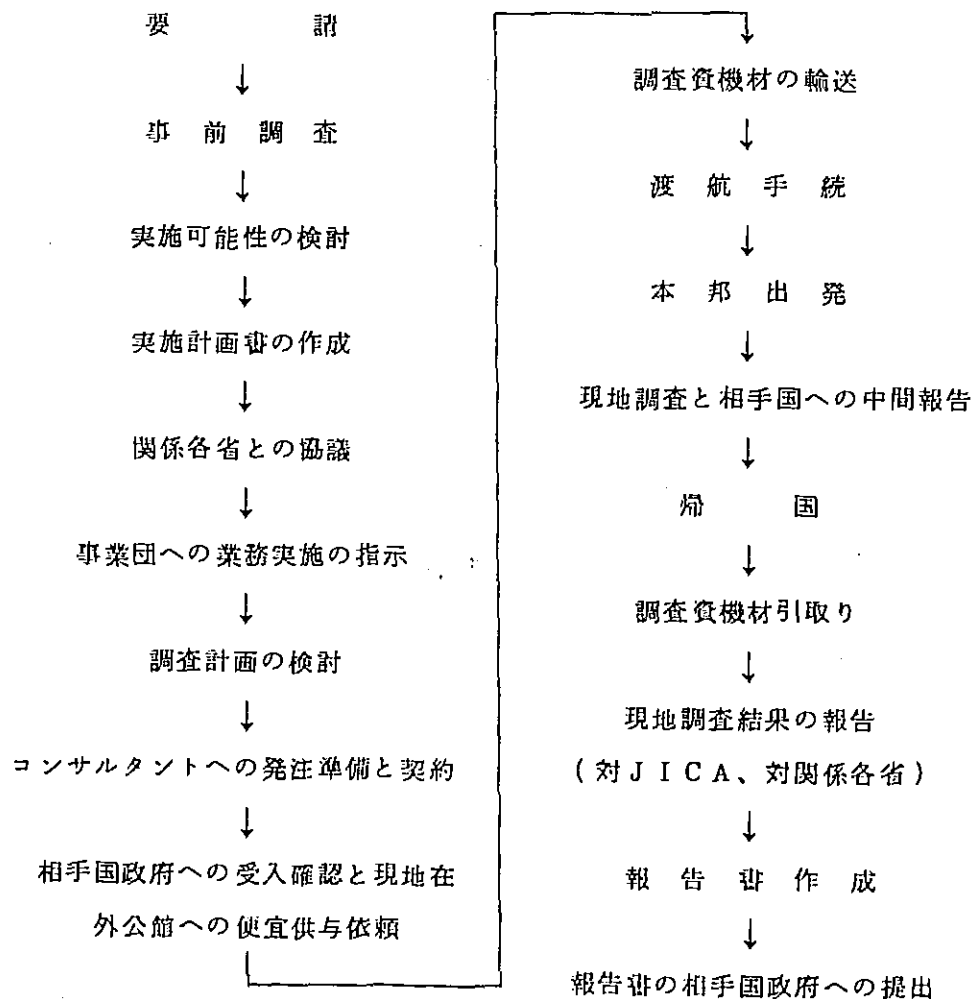 要請
事前調査
実施可能性の検討
実施計画書の作成
関係各省との協議
事業団への業務実施の指示
調査計画の検討
コンサルタントへの発注準備と契約
相手国政府への受入確認と現地在
外公館への便宜供与依頼
調査資機材の輸送
渡航手続
本邦出発
現地調査と相手国への中間報告
帰国
調査資機材引取り
現地調査結果の報告
(対JICA、対関係各省)
報告書作成
報告書の相手国政府への提出